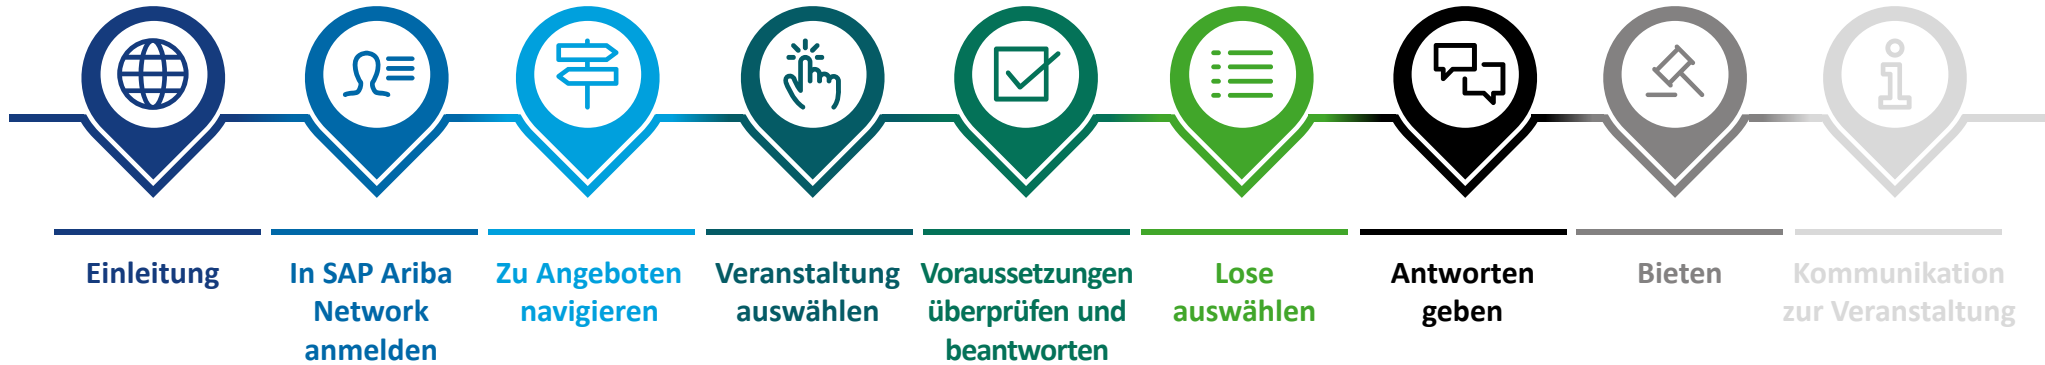 Einleitung
In SAP Ariba
Network
anmelden
Zu Angeboten
navigieren
Veranstaltung
auswählen
Voraussetzungen
überprüfen und
beantworten
Lose
auswählen
Antworten
geben
Bieten
Kommunikation
zur Veranstaltung